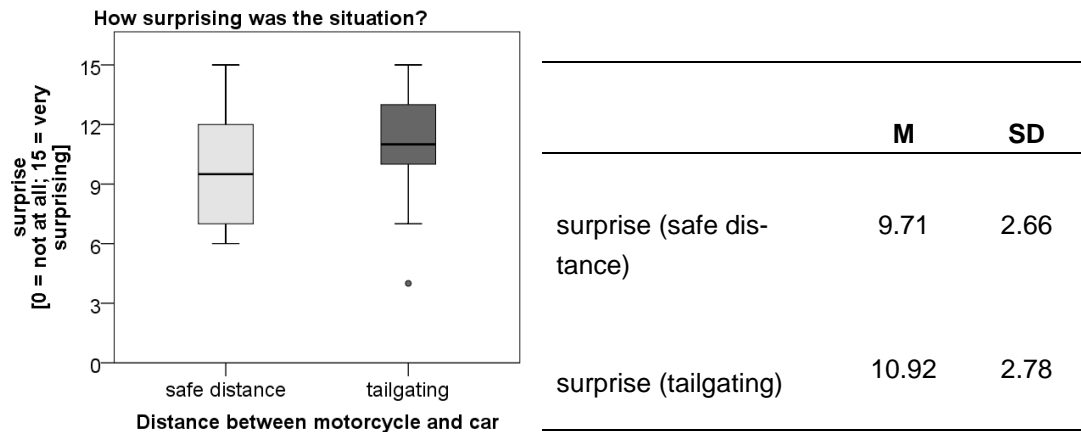 How surprising was the situation?
surprise
[0 = not at all; 15 = very
surprising]
15
12
9
6
3
0
safe distance tailgating
Distance between motorcycle and car
M SD
surprise (safe dis-
tance)
9.71 2.66
surprise (tailgating) 10.92 2.78